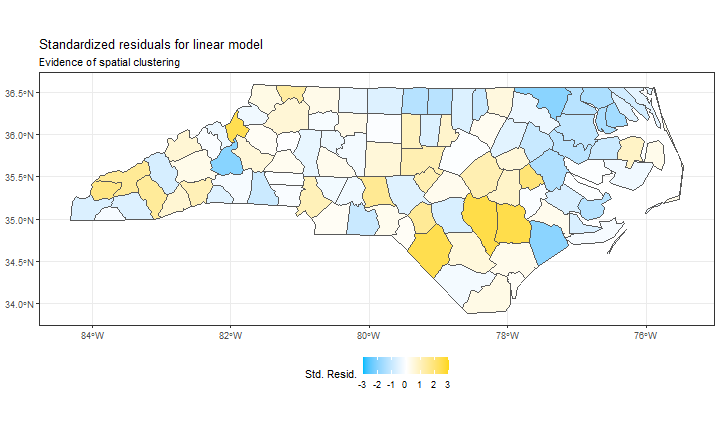 Standardized residuals for linear model
Evidence of spatial clustering
36.5°N
36.0°N
35.5°N
35.0°N
34.5°N
34.0°N
84°W 82°W 80°W 78°W 76°W
Std. Resid.
-3 -2 -1 0 1 2 3